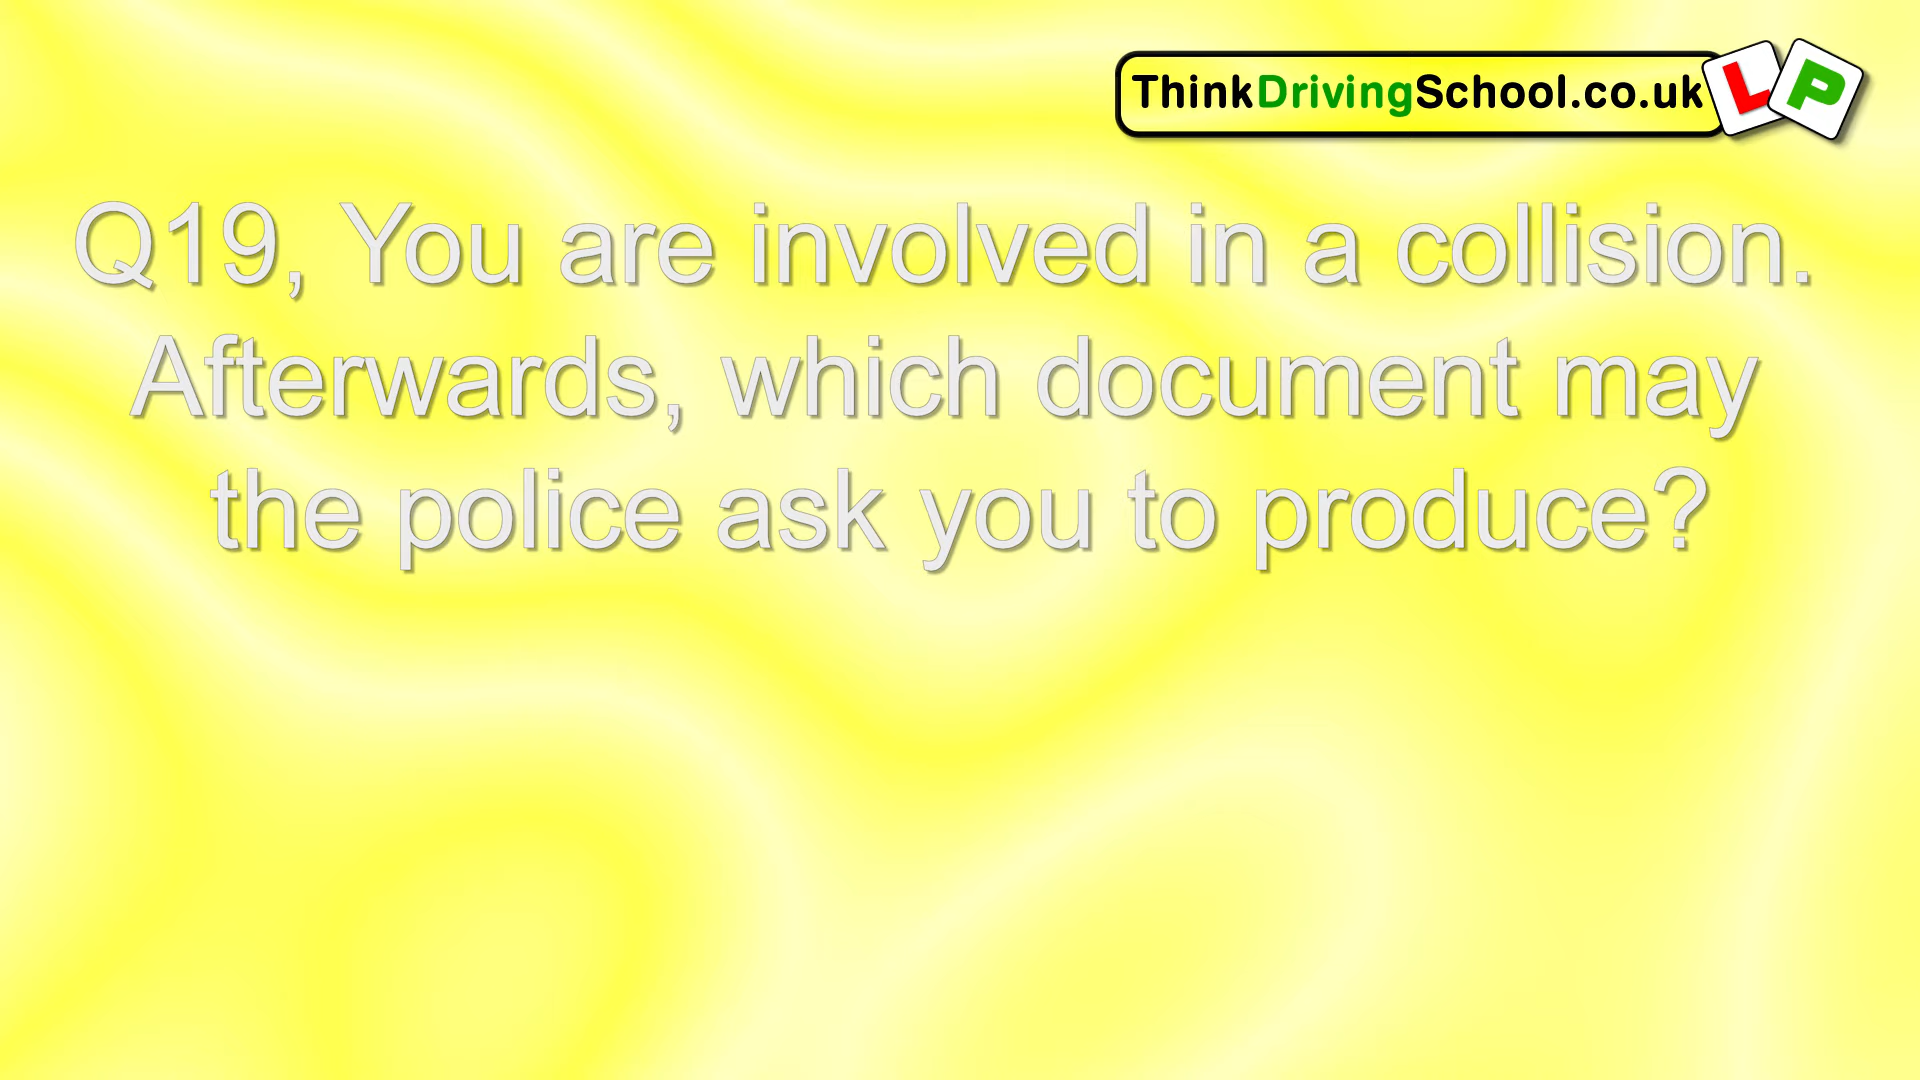 ThinkDrivingSchool.co.uk L P
Q19, You are involved in a collision.
Afterwards, which document may
the police ask you to produce?